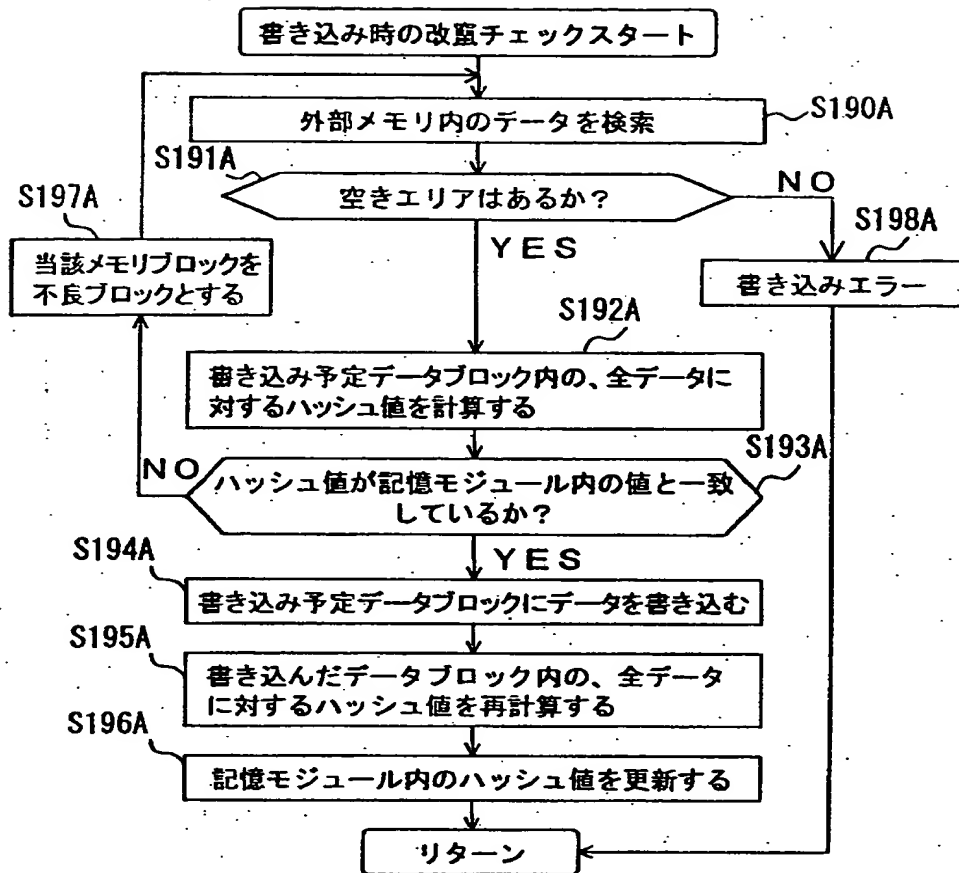 書き込み時の改竄チェックスタート
外部メモリ内のデータを検索
S190A
S191A
空きエリアはあるか？
NO
S197A
当該メモリブロックを
不良ブロックとする
YES
S198A
書き込みエラー
S192A
書き込み予定データブロック内の、全データに
対するハッシュ値を計算する
S193A
NO
ハッシュ値が記憶モジュール内の値と一致
しているか？
YES
S194A
書き込み予定データブロックにデータを書き込む
S195A
書き込んだデータブロック内の、全データ
に対するハッシュ値を再計算する
S196A
記憶モジュール内のハッシュ値を更新する
リターン